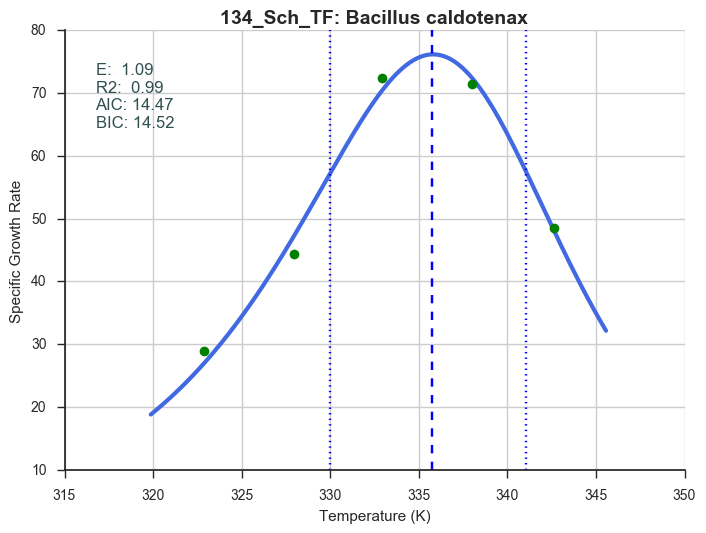 134_Sch_TF: Bacillus caldotenax
E:  1.09
R2:  0.99
AIC: 14.47
BIC: 14.52
Specific Growth Rate
80
70
60
50
40
30
20
10
315 320 325 330 335 340 345 350
Temperature (K)